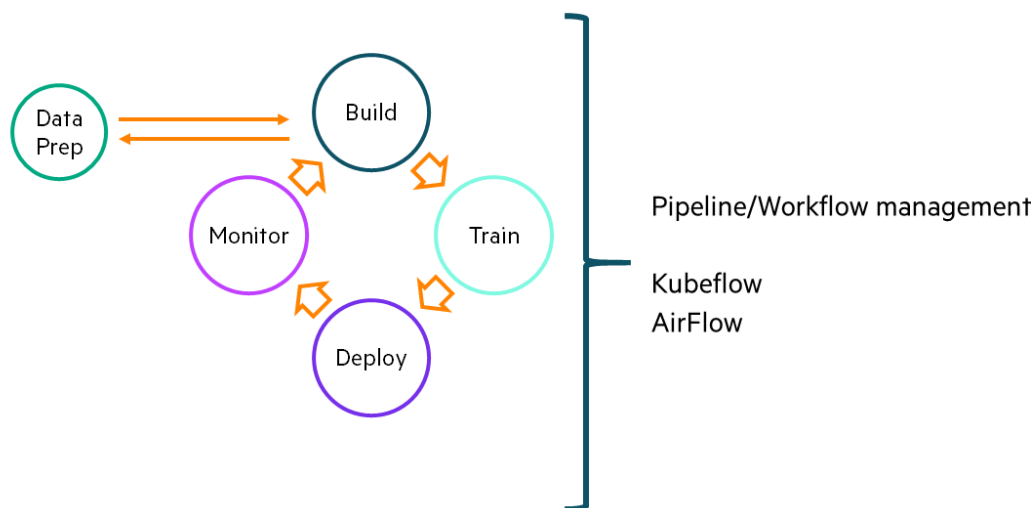 Data
Prep
Build
Monitor
Train
Deploy
Pipeline/Workflow management
Kubeflow
AirFlow